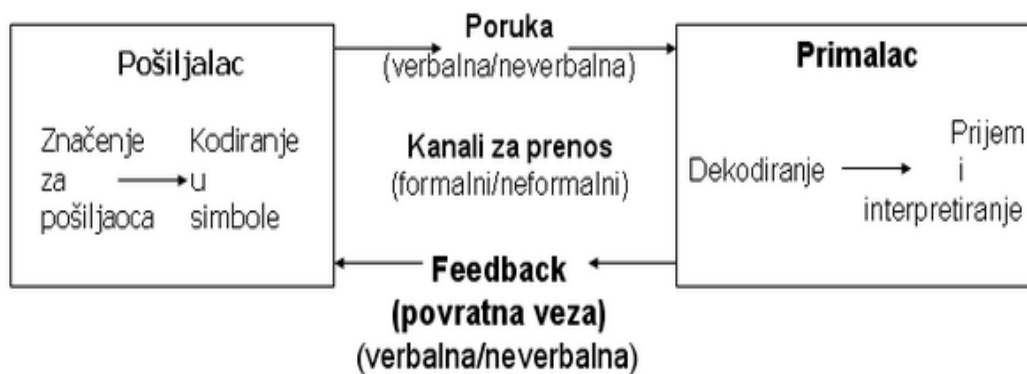 Pošiljalac
Značenje
za
pošiljaoca
Kodiranje
u
simbole
Poruka
(verbalna/neverbalna)
Kanali za prenos
(formalni/neformalni)
Feedback
(povratna veza)
(verbalna/neverbalna)
Primalac
Dekodiranje
Prijem
i
interpretiranje